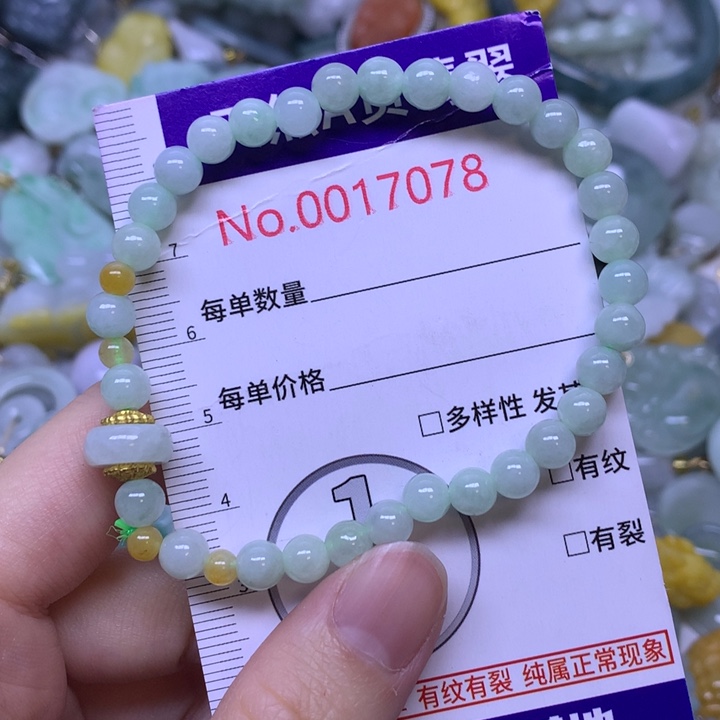 No.0017078
7
每单数量
6
每单价格
5
□多样性
4
1
□有纹
□有裂
3
有纹有裂 纯属正常现象